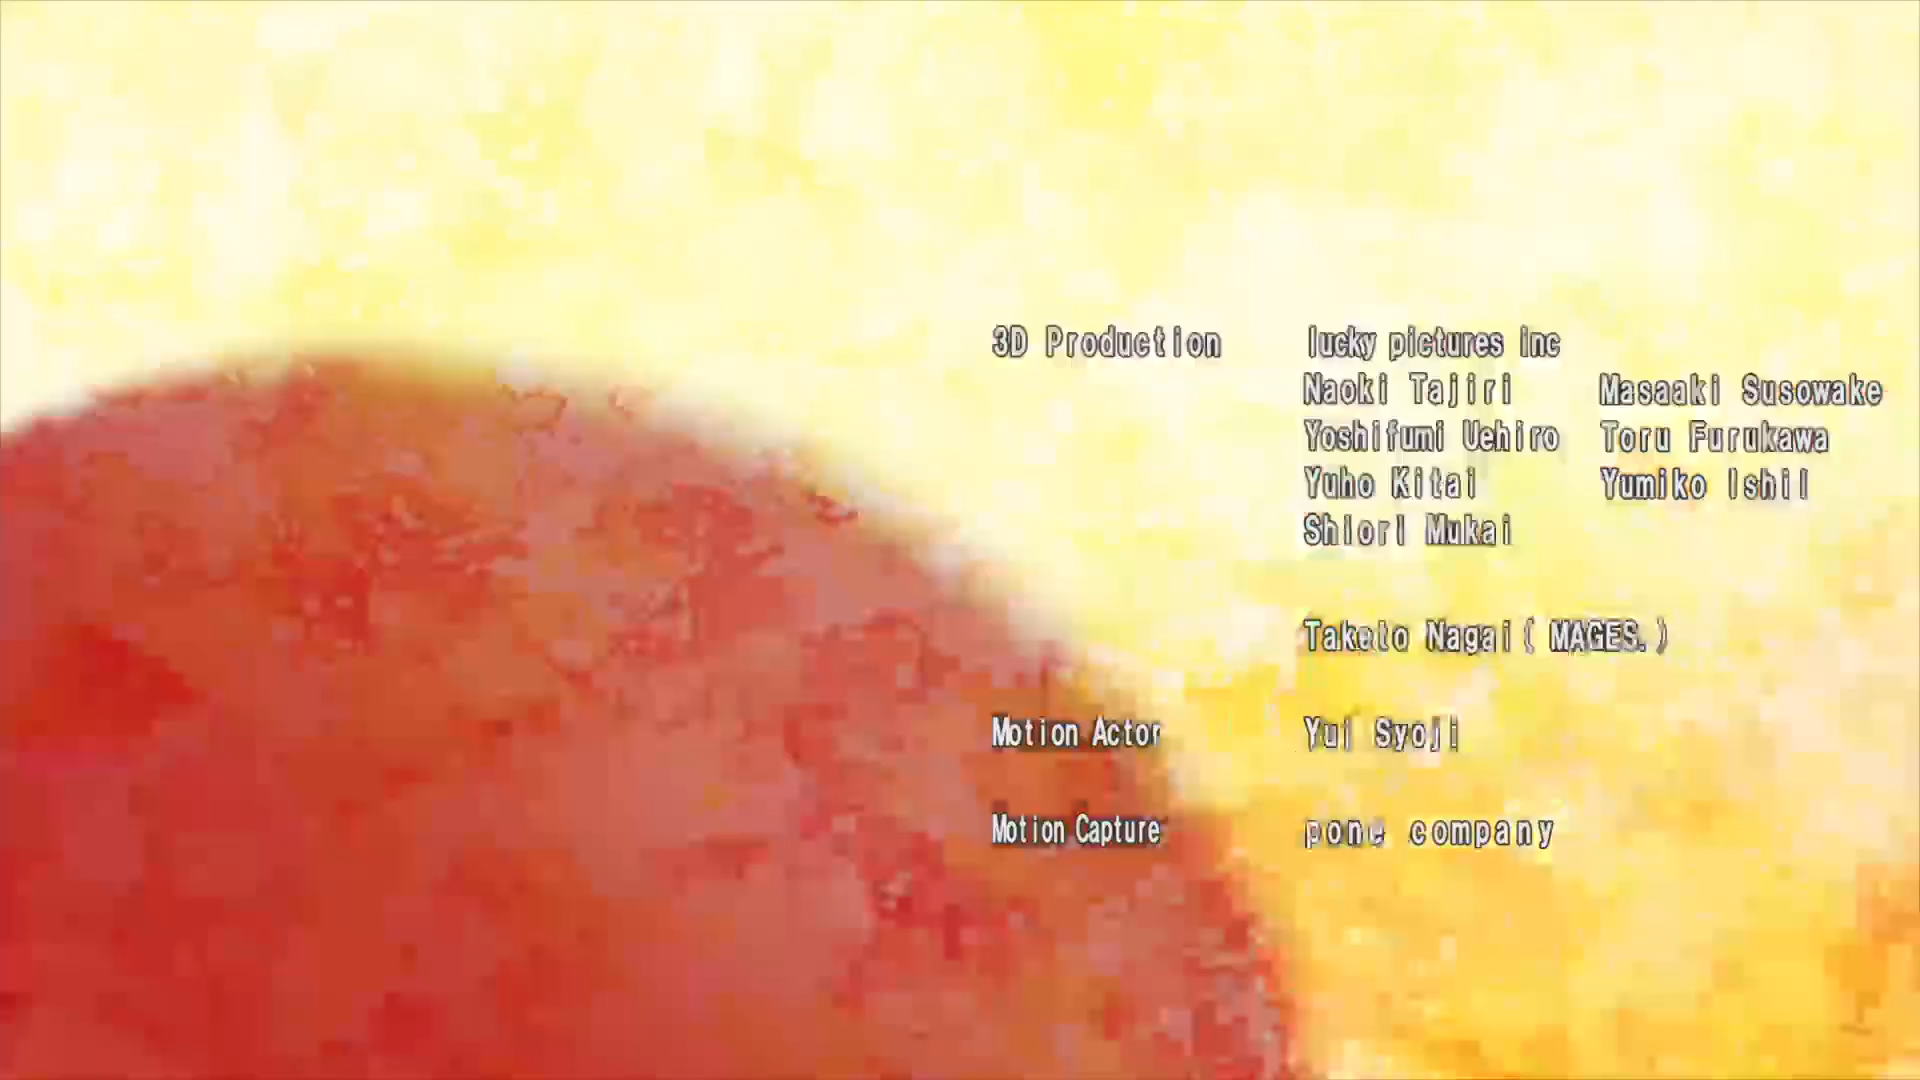 3D Production lucky pictures inc
Naoki Tajiri Masaaki Susowake
Yoshifumi Uehiro Toru Furukawa
Yuho Kitai Yumiko Ishii
Shiori Mukai
Taketo Nagai( MAGES.)
Motion Actor Yui Syoji
Motion Capture pone company